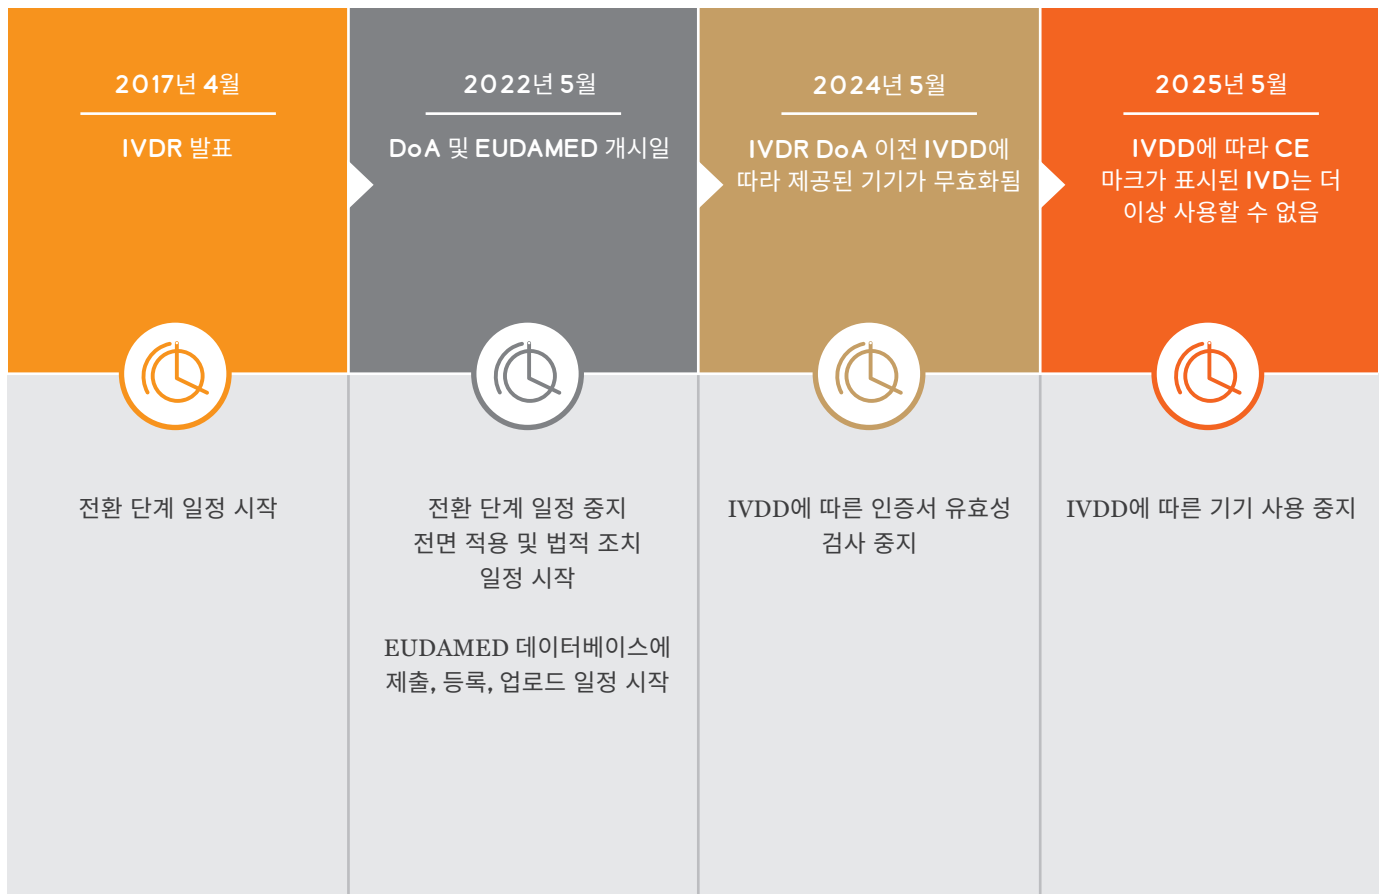 2017년 4월
IVDR 발표
2022년 5월
DoA 및 EUDAMED 개시일
2024년 5월
IVDR DoA 이전 IVDD에
따라 제공된 기기가 무효화됨
2025년 5월
IVDD에 따라 CE
마크가 표시된 IVD는 더
이상 사용할 수 없음
전환 단계 일정 시작
전환 단계 일정 중지
전면 적용 및 법적 조치
일정 시작
EUDAMED 데이터베이스에
제출, 등록, 업로드 일정 시작
IVDD에 따른 인증서 유효성
검사 중지
IVDD에 따른 기기 사용 중지